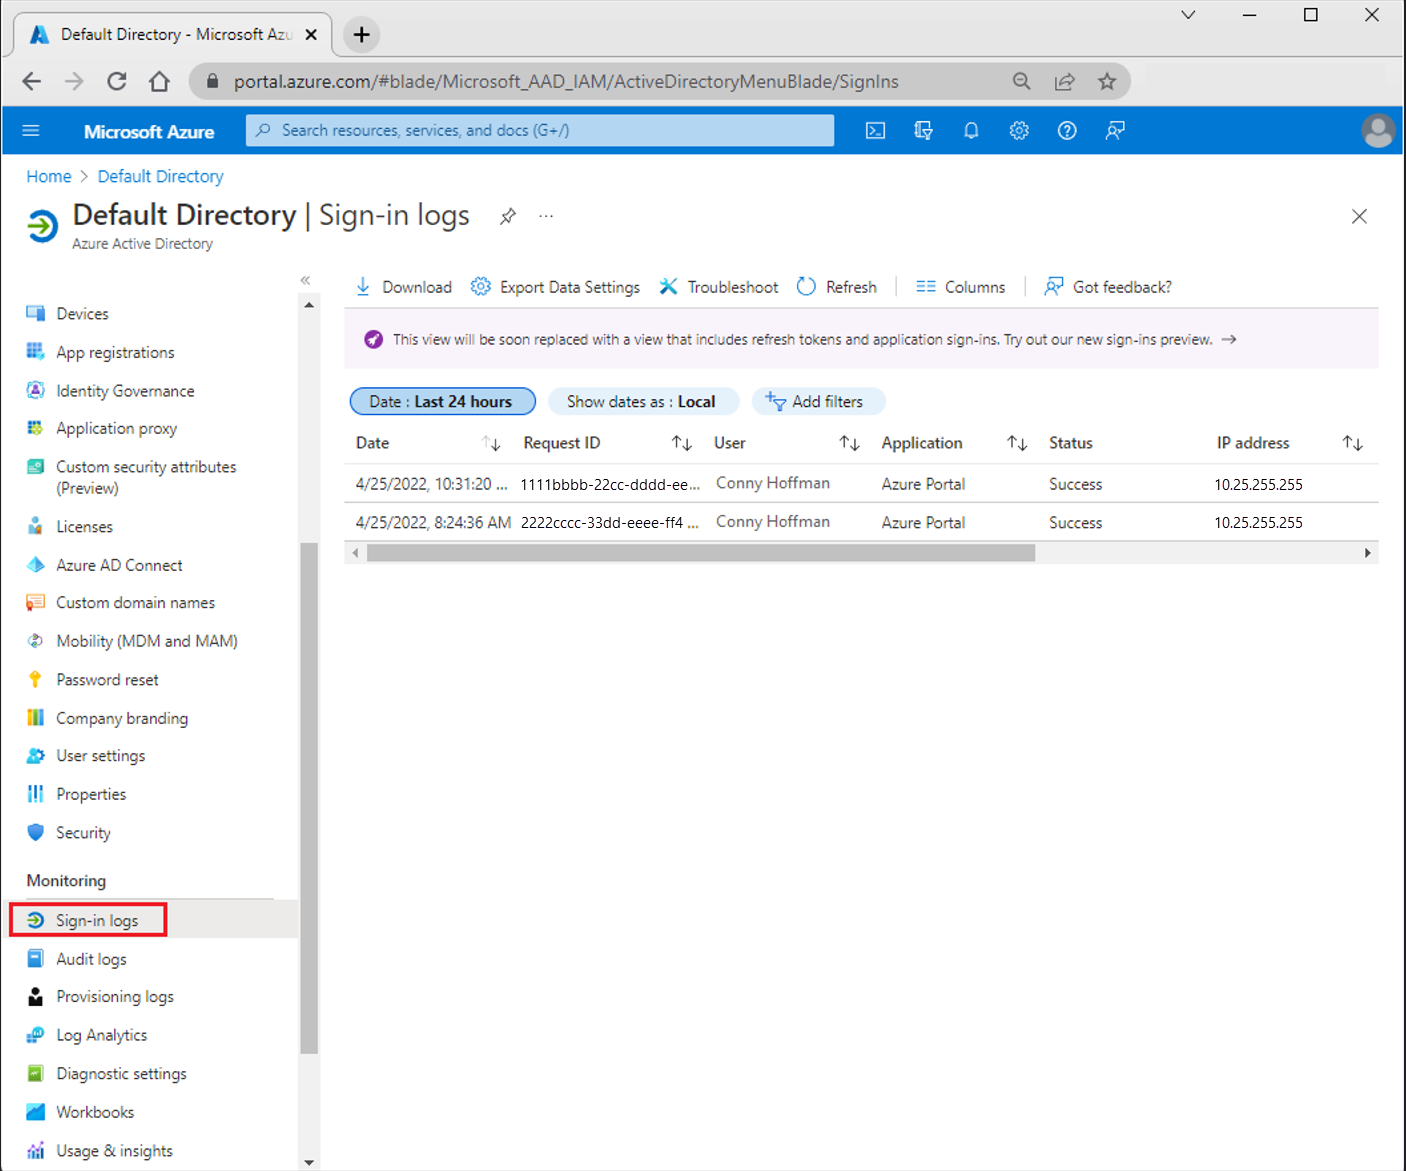 Default Directory - Microsoft Azu
portal.azure.com/#blade/Microsoft_AAD_IAM/ActiveDirectoryMenuBlade/SignIns
Microsoft Azure
Search resources, services, and docs (G+/)
Home > Default Directory
Default Directory | Sign-in logs ...
Azure Active Directory
«
Devices
App registrations
Identity Governance
Application proxy
Custom security attributes
(Preview)
Licenses
Azure AD Connect
Custom domain names
Mobility (MDM and MAM)
Password reset
Company branding
User settings
Properties
Security
Monitoring
Sign-in logs
Audit logs
Provisioning logs
Log Analytics
Diagnostic settings
Workbooks
Usage & insights
Download Export Data Settings Troubleshoot Refresh Columns Got feedback?
This view will be soon replaced with a view that includes refresh tokens and application sign-ins. Try out our new sign-ins preview. →
Date : Last 24 hours Show dates as : Local Add filters
Date Request ID User Application Status IP address
4/25/2022, 10:31:20 ... 1111bbbb-22cc-dddd-ee... Conny Hoffman Azure Portal Success 10.25.255.255
4/25/2022, 8:24:36 AM 2222cccc-33dd-eeee-ff4 ... Conny Hoffman Azure Portal Success 10.25.255.255